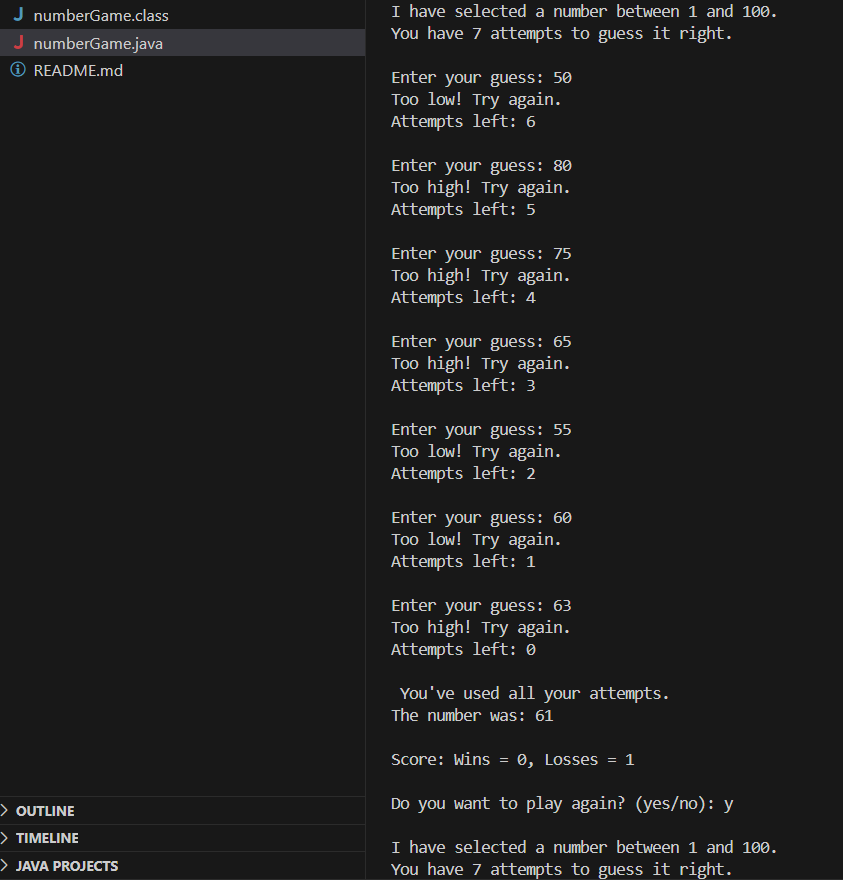 J numberGame.class
J numberGame.java
README.md
OUTLINE
TIMELINE
JAVA PROJECTS
I have selected a number between 1 and 100.
You have 7 attempts to guess it right.
Enter your guess: 50
Too low! Try again.
Attempts left: 6
Enter your guess: 80
Too high! Try again.
Attempts left: 5
Enter your guess: 75
Too high! Try again.
Attempts left: 4
Enter your guess: 65
Too high! Try again.
Attempts left: 3
Enter your guess: 55
Too low! Try again.
Attempts left: 2
Enter your guess: 60
Too low! Try again.
Attempts left: 1
Enter your guess: 63
Too high! Try again.
Attempts left: 0
You've used all your attempts.
The number was: 61
Score: Wins = 0, Losses = 1
Do you want to play again? (yes/no): y
I have selected a number between 1 and 100.
You have 7 attempts to guess it right.